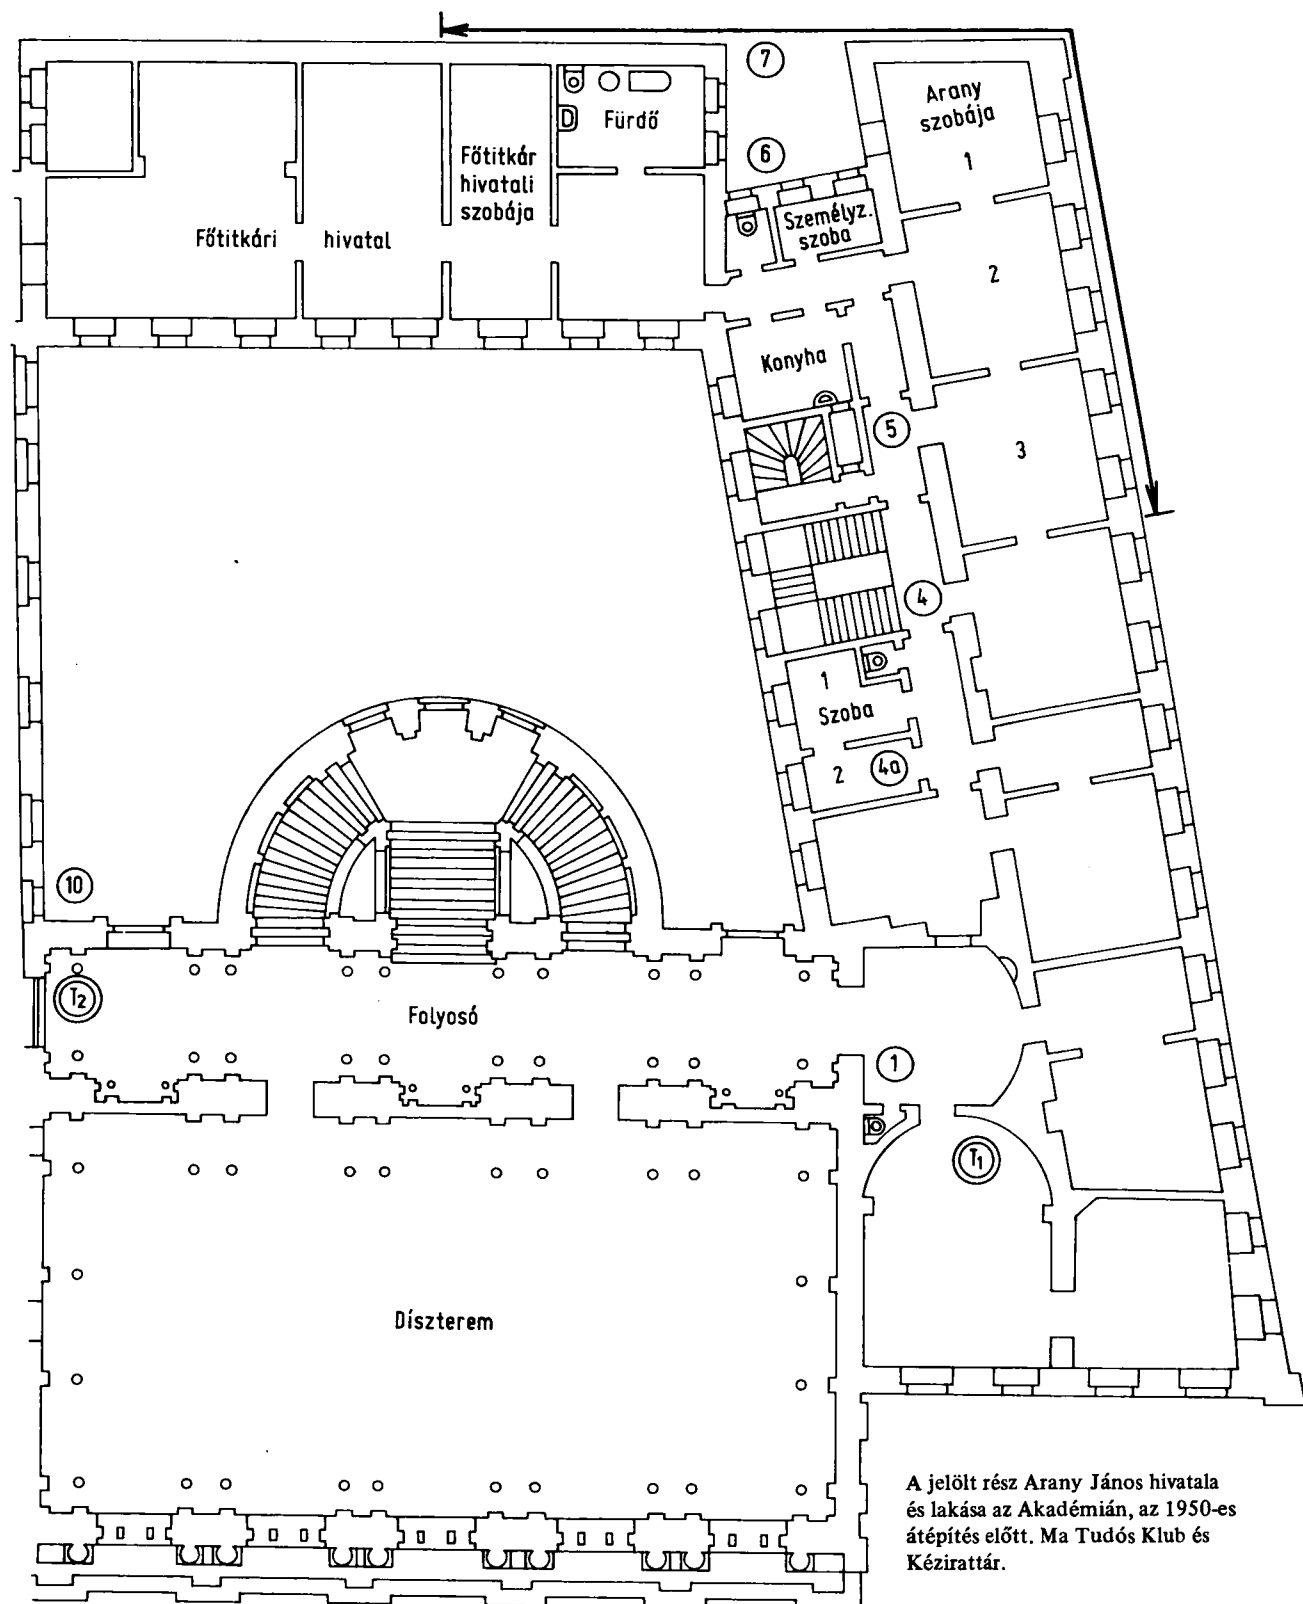 7
Arany
szobája
1
Fürdő
D
6
Főtitkár
hivatali
szobája
Személyz.
szoba
Főtitkári hivatal
2
Konyha
5
3
4
1
Szoba
2
4a
10
T2
Folyosó
1
T1
Díszterem
A jelölt rész Arany János hivatala
és lakása az Akadémián, az 1950-es
átépítés előtt. Ma Tudós Klub és
Kézirattár.